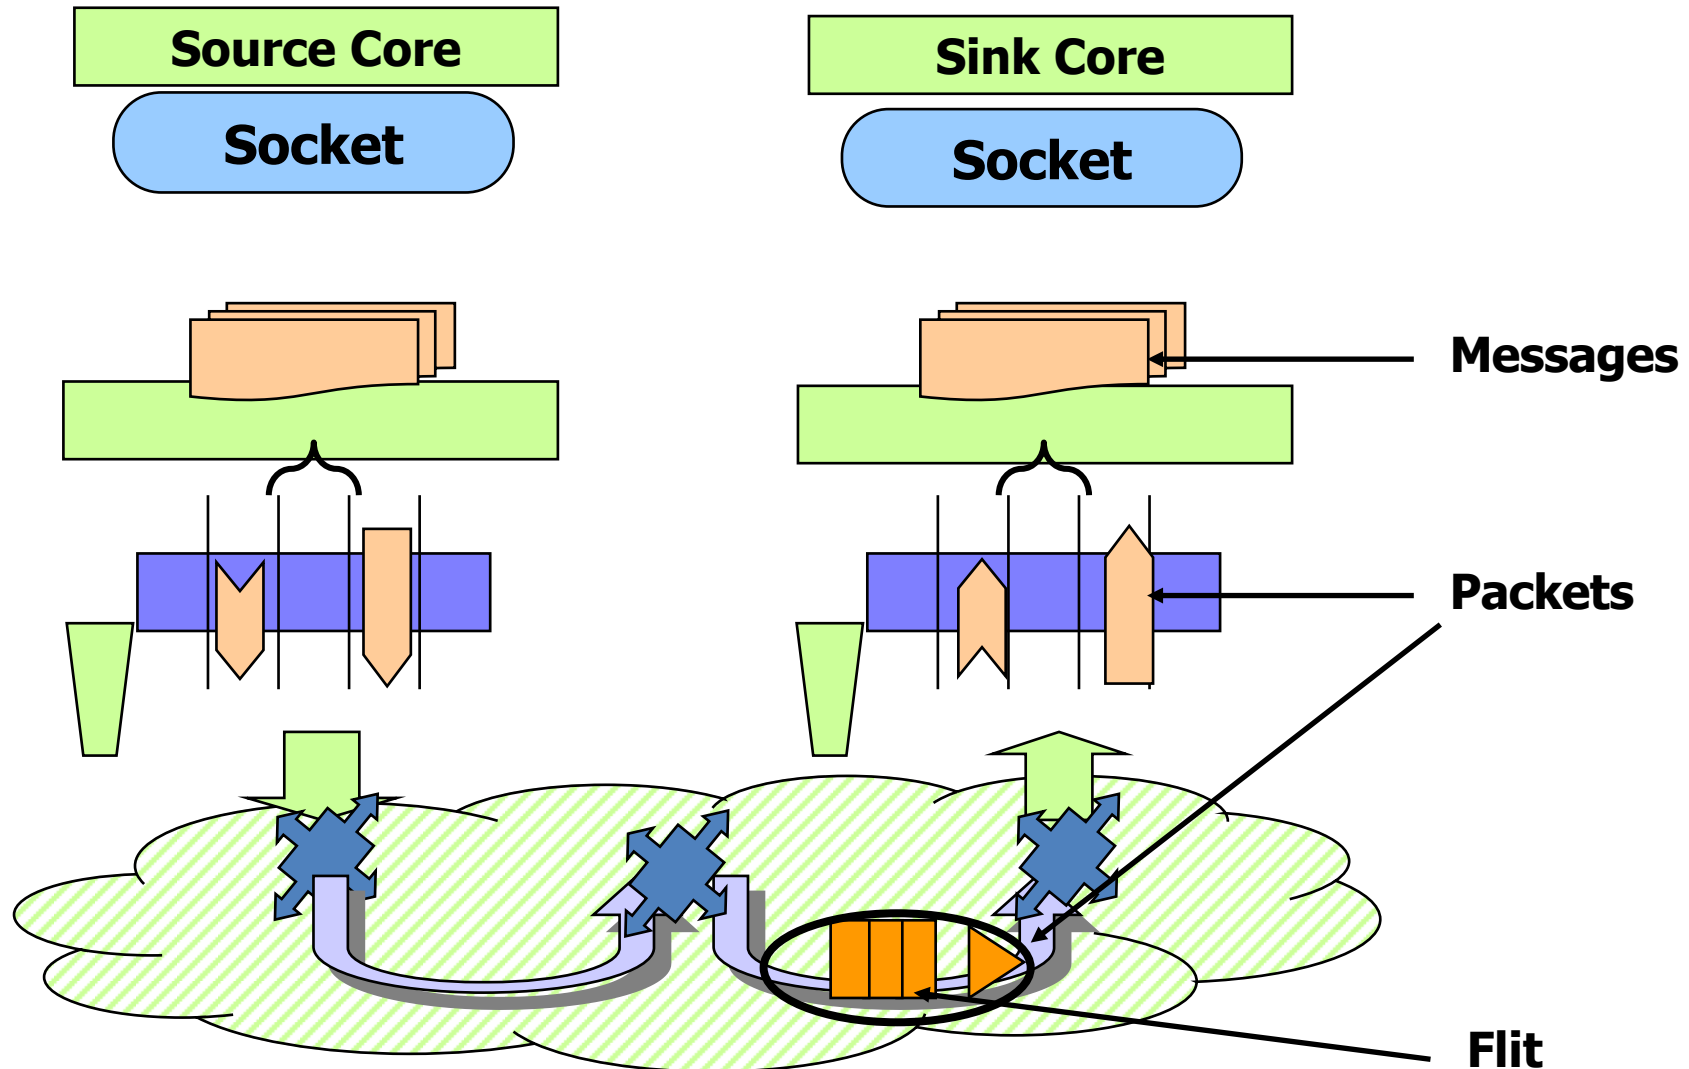 Source Core
Sink Core
Socket
Socket
Messages
Packets
Flit